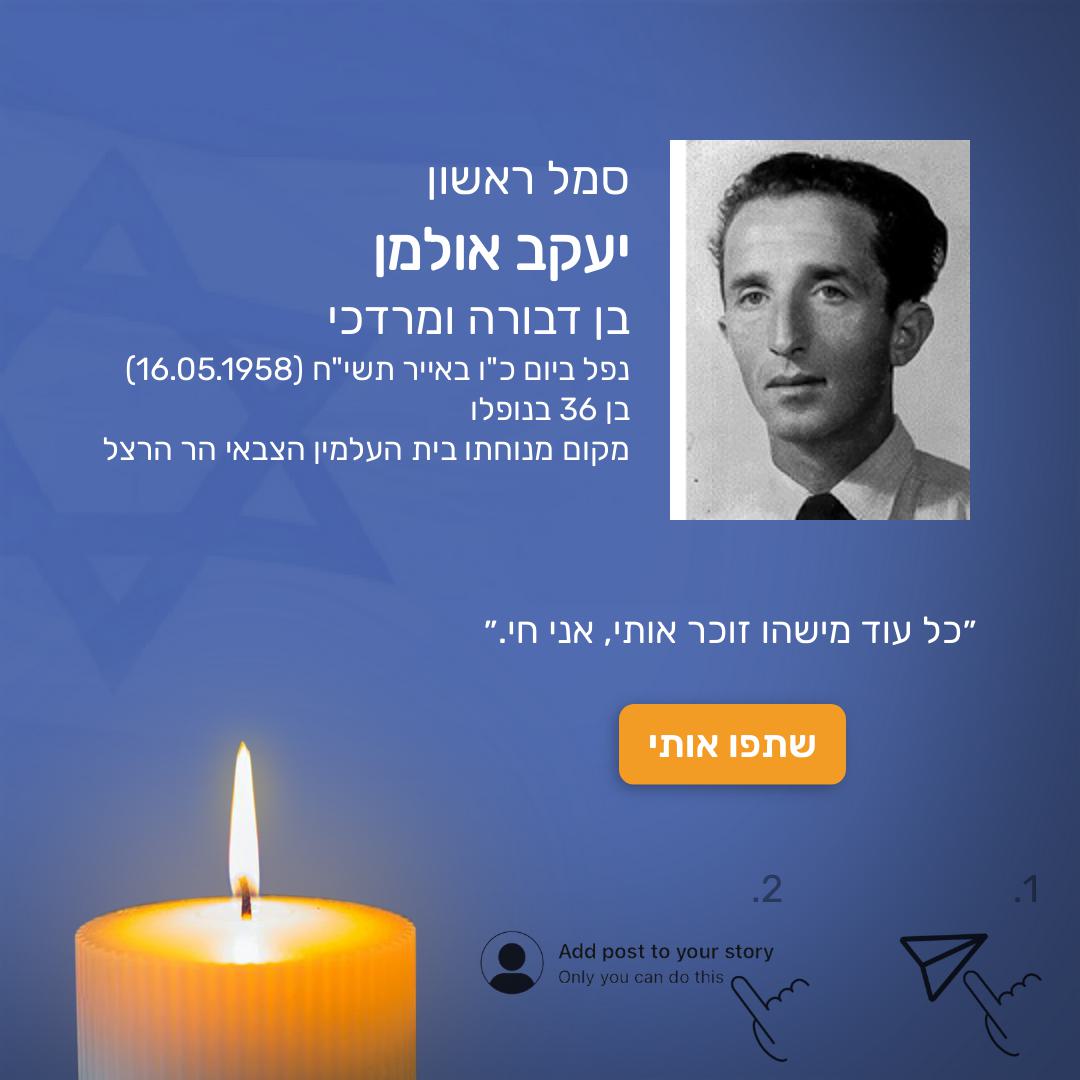 סמל ראשון
יעקב אולמן
בן דבורה ומרדכי
נפל ביום כ"ו באייר תשי"ח (16.05.1958)
בן 36 בנופלו
מקום מנוחתו בית העלמין הצבאי הר הרצל
״כל עוד מישהו זוכר אותי, אני חי.״
שתפו אותי
1.
2.
Add post to your story
Only you can do this